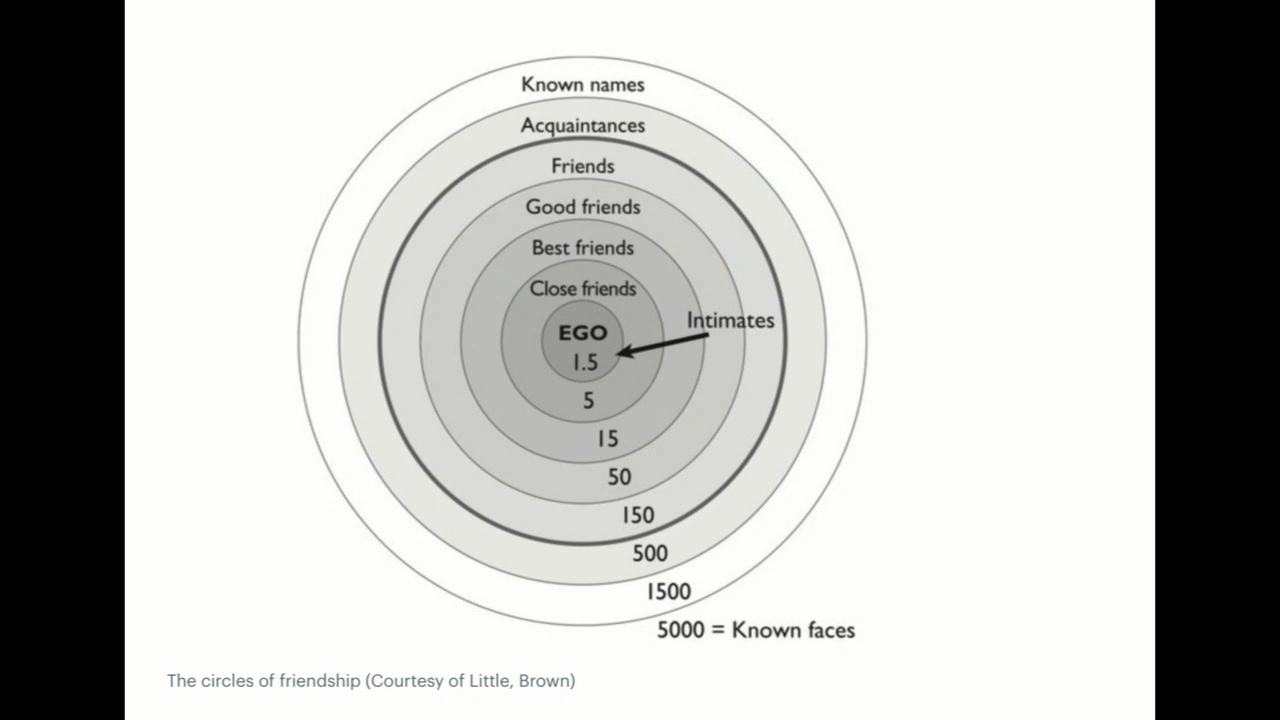 Known names
Acquaintances
Friends
Good friends
Best friends
Close friends
Intimates
EGO
1.5
5
15
50
150
500
1500
5000 = Known faces
The circles of friendship (Courtesy of Little, Brown)